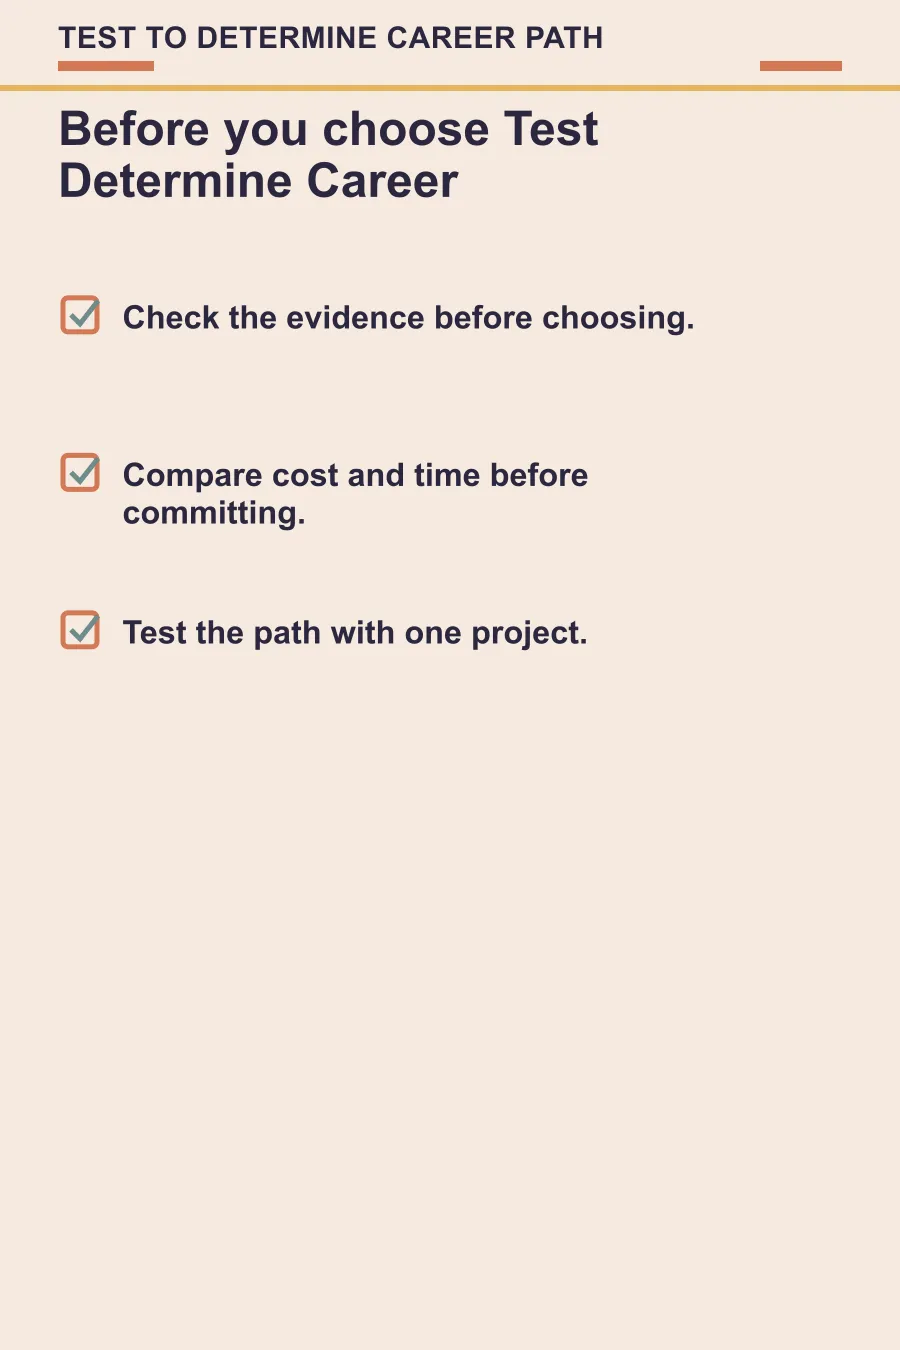 TEST TO DETERMINE CAREER PATH
Before you choose Test
Determine Career
Check the evidence before choosing.
Compare cost and time before
committing.
Test the path with one project.